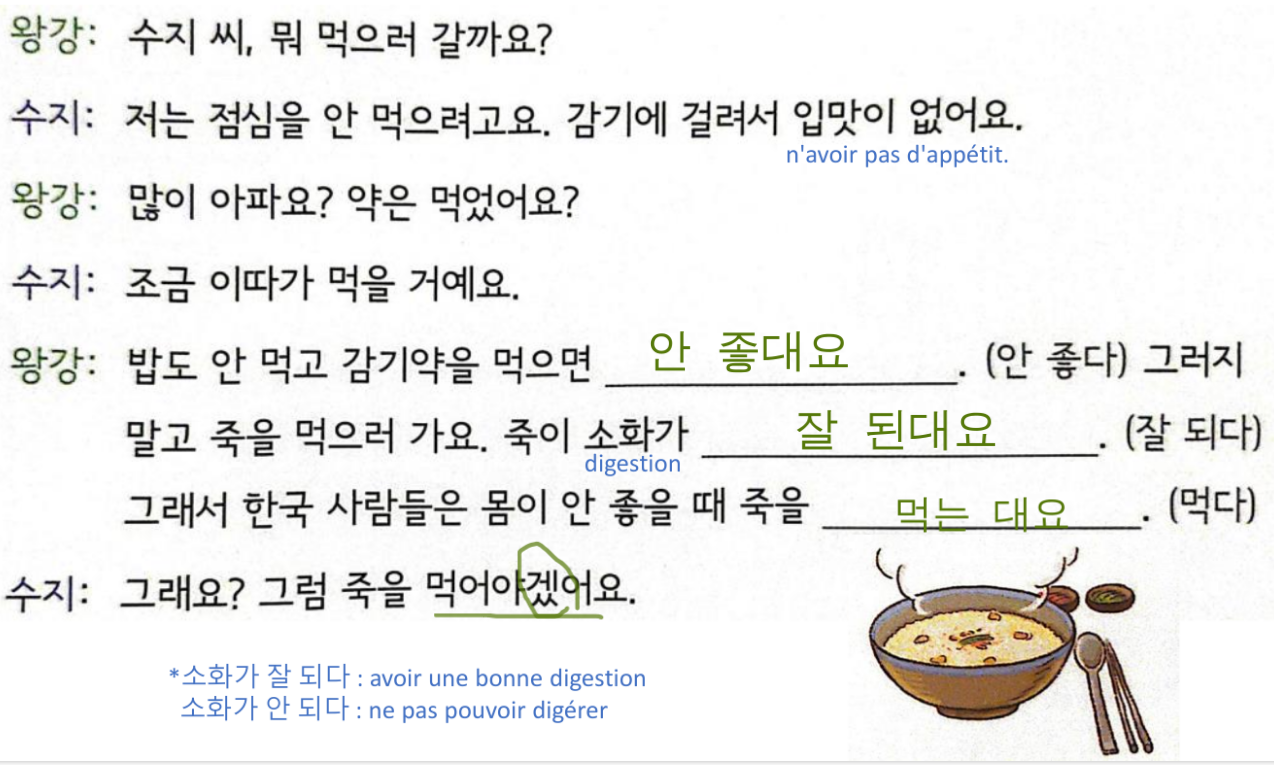 왕강: 수지 씨, 뭐 먹으러 갈까요?
수지: 저는 점심을 안 먹으려고요. 감기에 걸려서 입맛이 없어요.
n'avoir pas d'appétit.
왕강: 많이 아파요? 약은 먹었어요?
수지: 조금 이따가 먹을 거예요.
왕강: 밥도 안 먹고 감기약을 먹으면 안 좋대요. (안 좋다) 그러지
말고 죽을 먹으러 가요. 죽이 소화가 잘 된대요. (잘 되다)
digestion
그래서 한국 사람들은 몸이 안 좋을 때 죽을 먹는 대요. (먹다)
수지: 그래요? 그럼 죽을 먹어야겠어요.
*소화가 잘 되다 : avoir une bonne digestion
소화가 안 되다 : ne pas pouvoir digérer